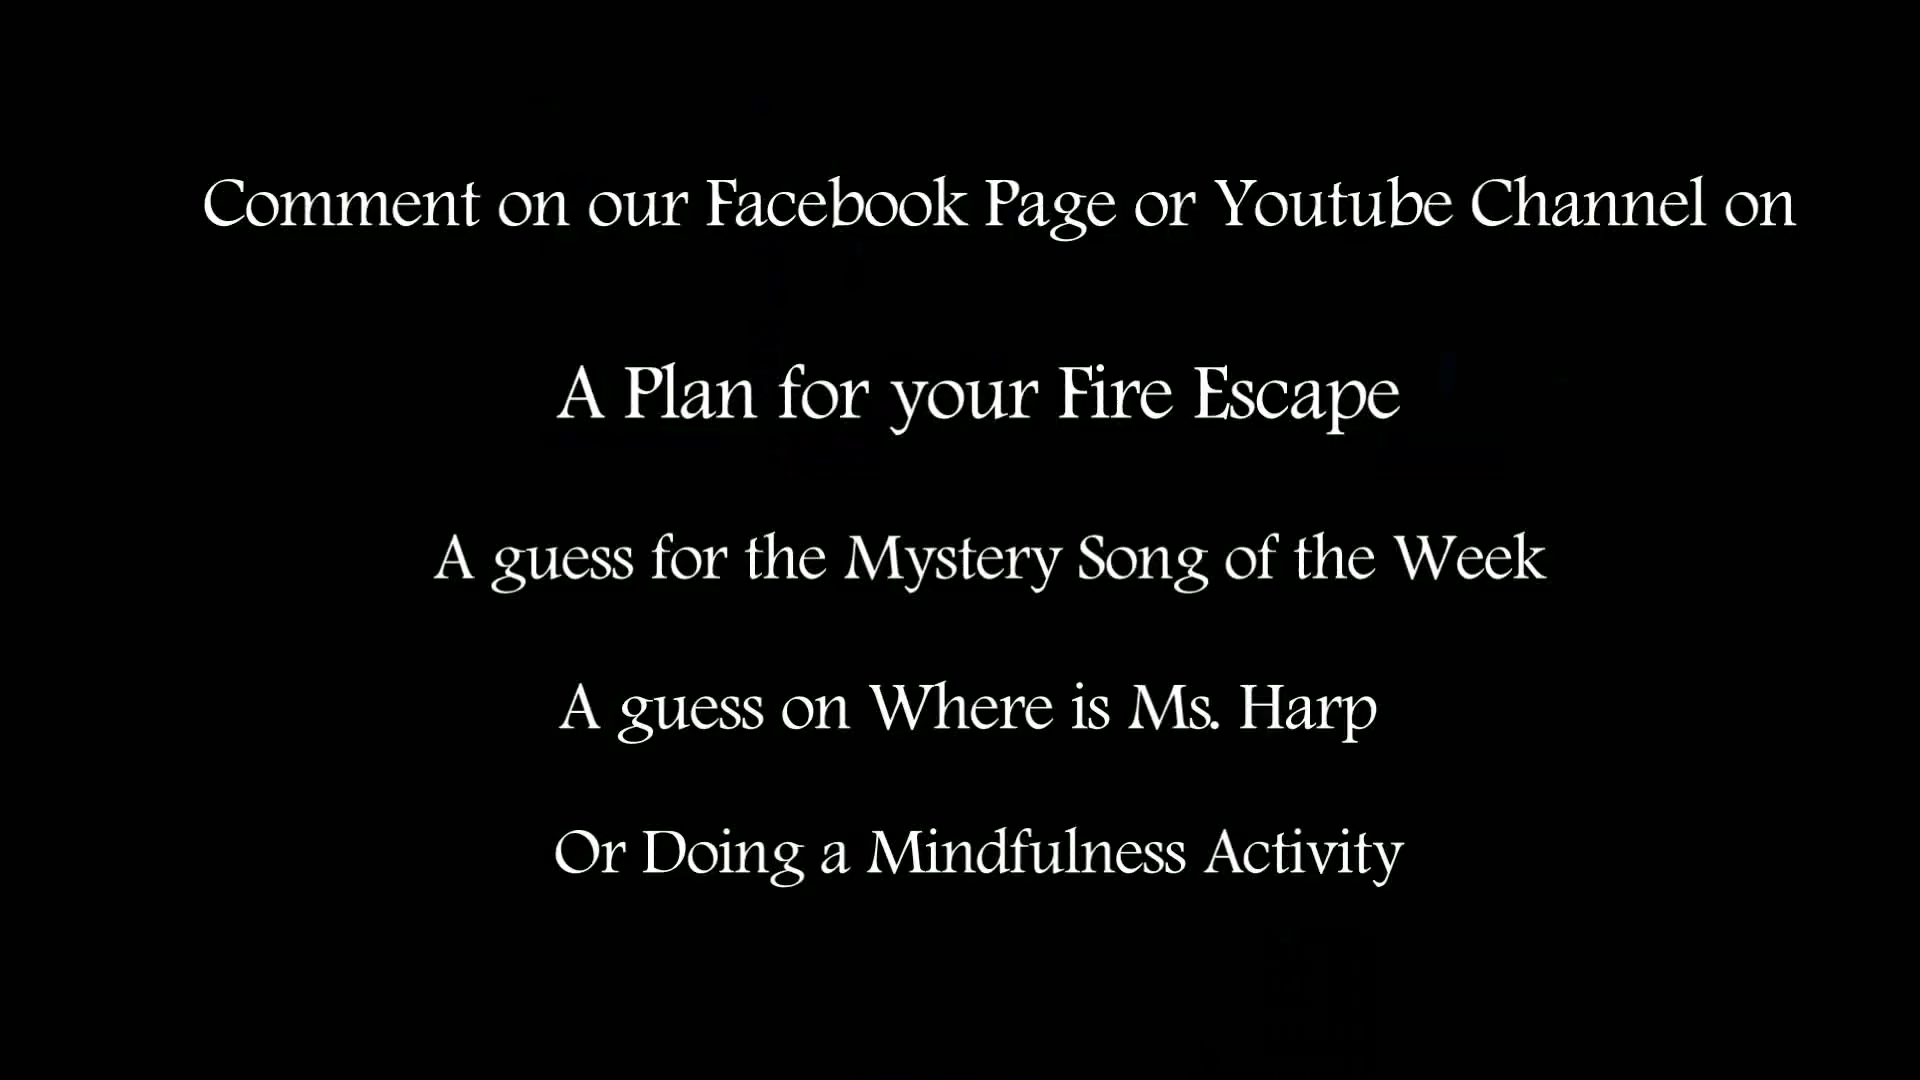 Comment on our Facebook Page or Youtube Channel on
A Plan for your Fire Escape
A guess for the Mystery Song of the Week
A guess on Where is Ms. Harp
Or Doing a Mindfulness Activity